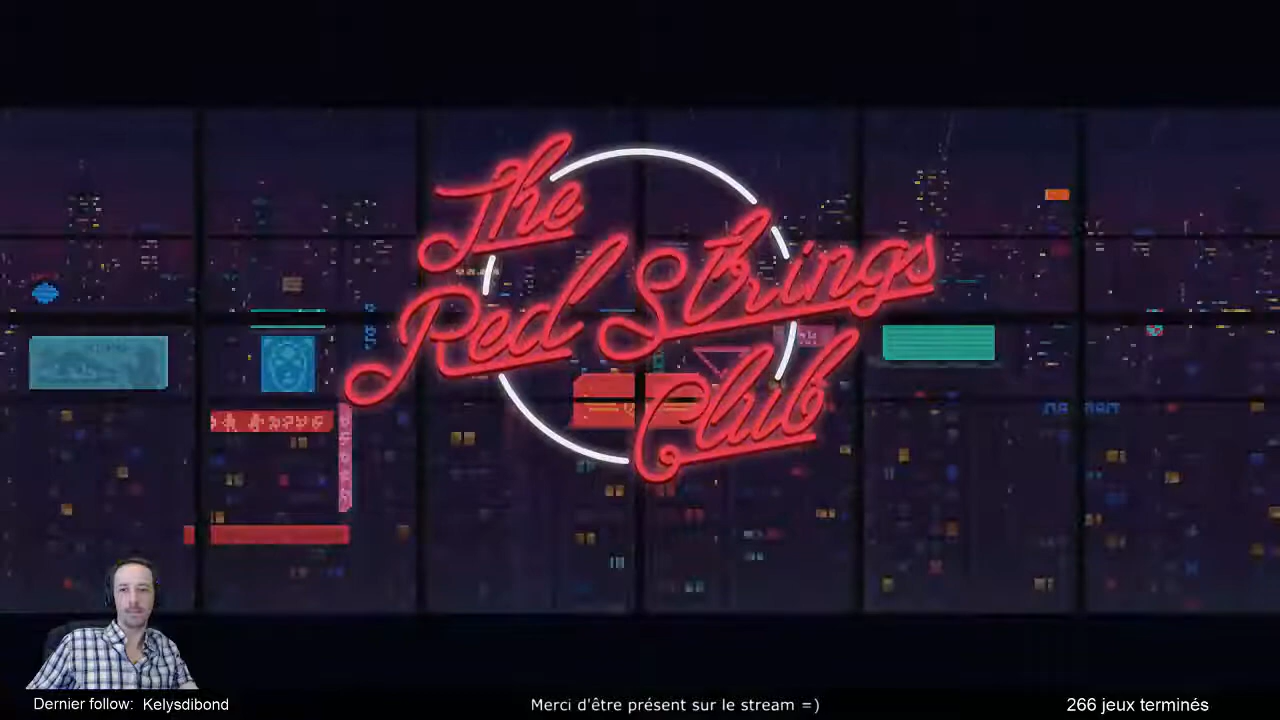 The
Red Strings
Club
Dernier follow: Kelysdibond
Merci d'être présent sur le stream =)
266 jeux terminés